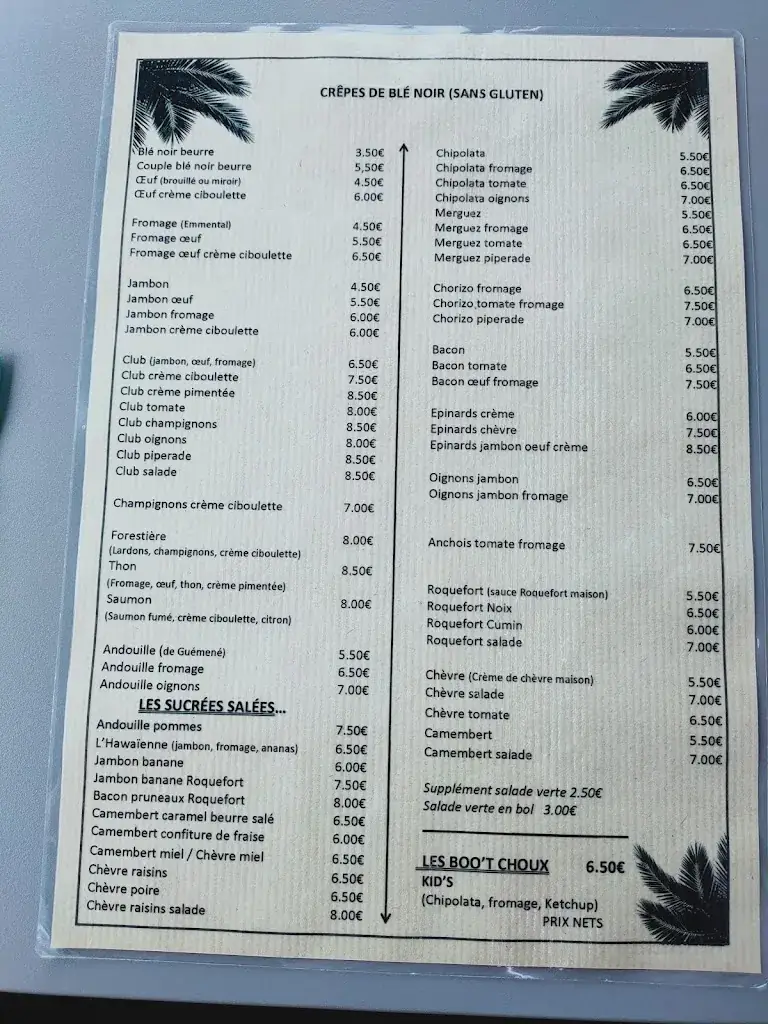 CRÊPES DE BLÉ NOIR (SANS GLUTEN)
Blé noir beurre 3.50€
Couple blé noir beurre 5,50€
Œuf (brouillé ou miroir) 4.50€
Œuf crème ciboulette 6.00€
Fromage (Emmental) 4.50€
Fromage œuf 5.50€
Fromage œuf crème ciboulette 6.50€
Jambon 4.50€
Jambon œuf 5.50€
Jambon fromage 6.00€
Jambon crème ciboulette 6.00€
Club (jambon, œuf, fromage) 6.50€
Club crème ciboulette 7.50€
Club crème pimentée 8.50€
Club tomate 8.00€
Club champignons 8.50€
Club oignons 8.00€
Club piperade 8.50€
Club salade 8.50€
Champignons crème ciboulette 7.00€
Forestière 8.00€
(Lardons, champignons, crème ciboulette)
Thon 8.50€
(Fromage, œuf, thon, crème pimentée)
Saumon 8.00€
(Saumon fumé, crème ciboulette, citron)
Andouille (de Guémené) 5.50€
Andouille fromage 6.50€
Andouille oignons 7.00€
LES SUCRÉES SALÉES...
Andouille pommes 7.50€
L'Hawaïenne (jambon, fromage, ananas) 6.50€
Jambon banane 6.00€
Jambon banane Roquefort 7.50€
Bacon pruneaux Roquefort 8.00€
Camembert caramel beurre salé 6.50€
Camembert confiture de fraise 6.00€
Camembert miel / Chèvre miel 6.50€
Chèvre raisins 6.50€
Chèvre poire 6.50€
Chèvre raisins salade 8.00€
Chipolata 5.50€
Chipolata fromage 6.50€
Chipolata tomate 6.50€
Chipolata oignons 7.00€
Merguez 5.50€
Merguez fromage 6.50€
Merguez tomate 6.50€
Merguez piperade 7.00€
Chorizo fromage 6.50€
Chorizo tomate fromage 7.50€
Chorizo piperade 7.00€
Bacon 5.50€
Bacon tomate 6.50€
Bacon œuf fromage 7.50€
Epinards crème 6.00€
Epinards chèvre 7.50€
Epinards jambon oeuf crème 8.50€
Oignons jambon 6.50€
Oignons jambon fromage 7.00€
Anchois tomate fromage 7.50€
Roquefort (sauce Roquefort maison) 5.50€
Roquefort Noix 6.50€
Roquefort Cumin 6.00€
Roquefort salade 7.00€
Chèvre (Crème de chèvre maison) 5.50€
Chèvre salade 7.00€
Chèvre tomate 6.50€
Camembert 5.50€
Camembert salade 7.00€
Supplément salade verte 2.50€
Salade verte en bol 3.00€
LES BOO'T CHOUX 6.50€
KID'S
(Chipolata, fromage, Ketchup)
PRIX NETS